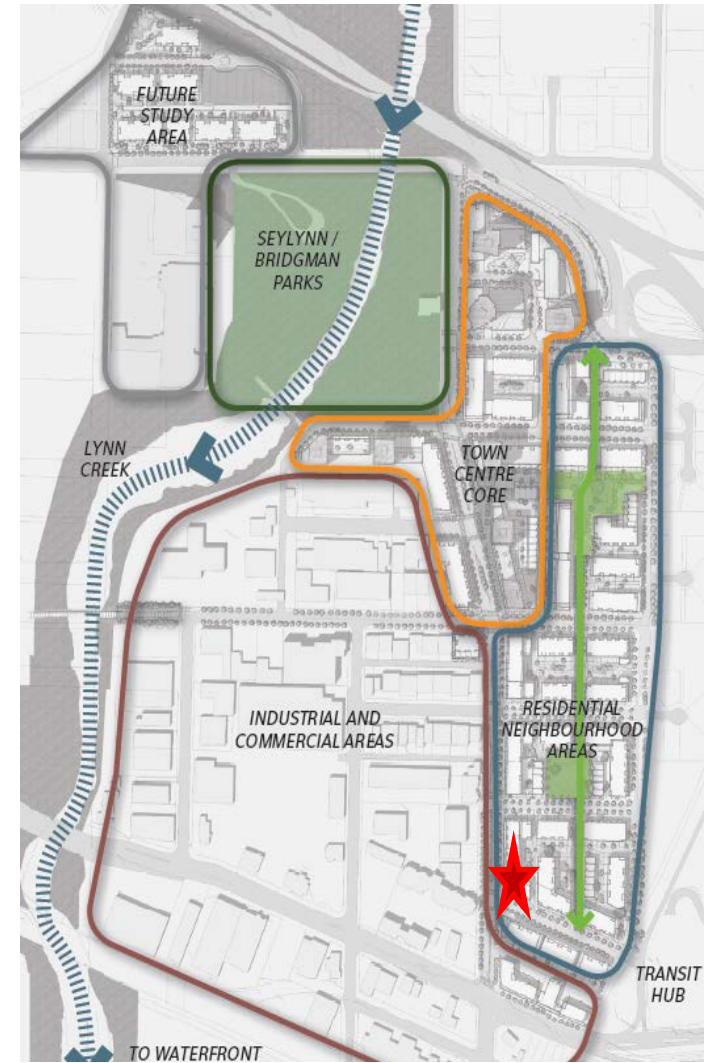 FUTURE
STUDY
AREA
SEYLYNN /
BRIDGMAN
PARKS
LYNN
CREEK
TOWN
CENTRE
CORE
INDUSTRIAL AND
COMMERCIAL AREAS
RESIDENTIAL
NEIGHBOURHOOD
AREAS
TRANSIT
HUB
TO WATERFRONT